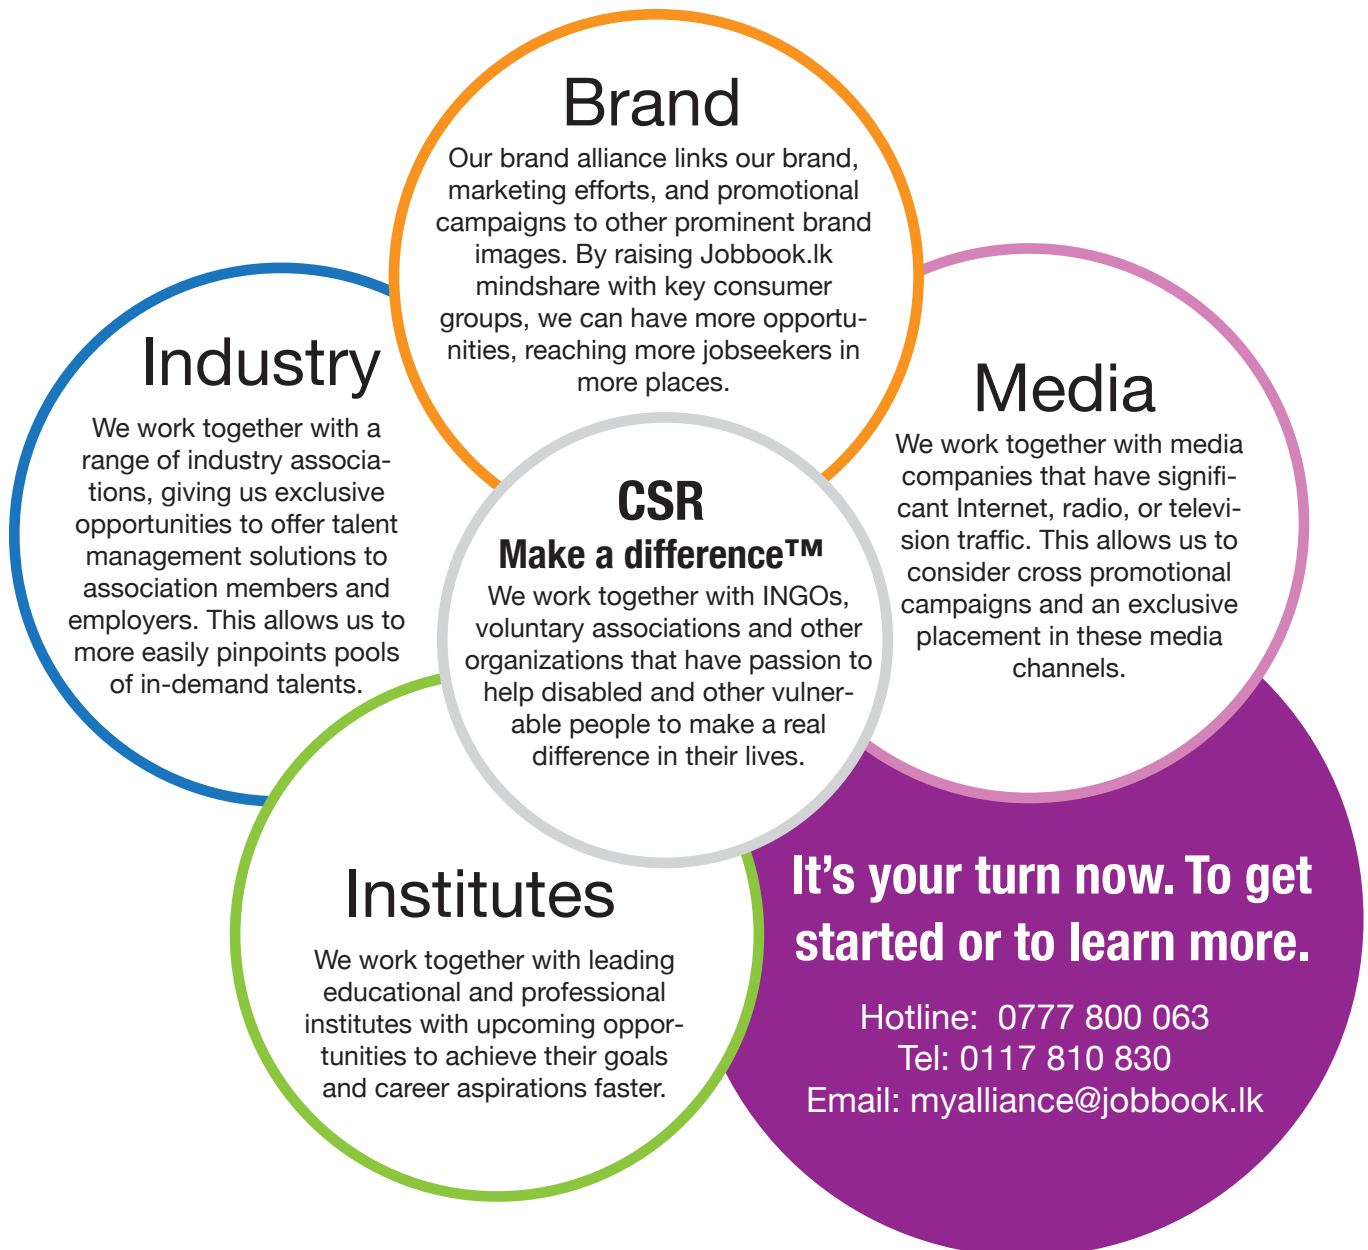 Brand
Our brand alliance links our brand,
marketing efforts, and promotional
campaigns to other prominent brand
images. By raising Jobbook.lk
mindshare with key consumer
groups, we can have more opportu-
nities, reaching more jobseekers in
more places.
Industry
We work together with a
range of industry associa-
tions, giving us exclusive
opportunities to offer talent
management solutions to
association members and
employers. This allows us to
more easily pinpoints pools
of in-demand talents.
CSR
Make a difference™
We work together with INGOs,
voluntary associations and other
organizations that have passion to
help disabled and other vulner-
able people to make a real
difference in their lives.
Media
We work together with media
companies that have signifi-
cant Internet, radio, or televi-
sion traffic. This allows us to
consider cross promotional
campaigns and an exclusive
placement in these media
channels.
Institutes
We work together with leading
educational and professional
institutes with upcoming oppor-
tunities to achieve their goals
and career aspirations faster.
It’s your turn now. To get
started or to learn more.
Hotline: 0777 800 063
Tel: 0117 810 830
Email: myalliance@jobbook.lk